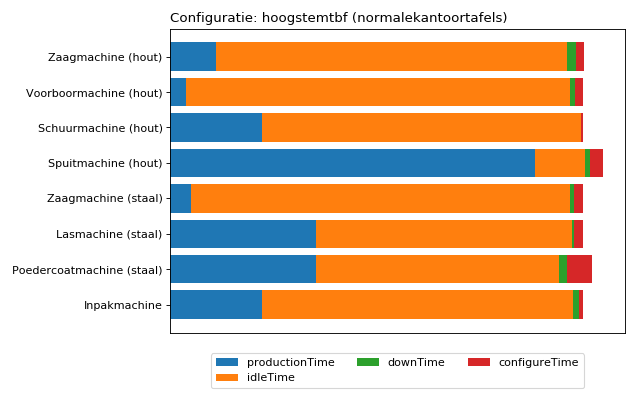 Configuratie: hoogstemtbf (normalekantoortafels)
Zaagmachine (hout)
Voorboormachine (hout)
Schuurmachine (hout)
Spuitmachine (hout)
Zaagmachine (staal)
Lasmachine (staal)
Poedercoatmachine (staal)
Inpakmachine
productionTime downTime configureTime
idleTime